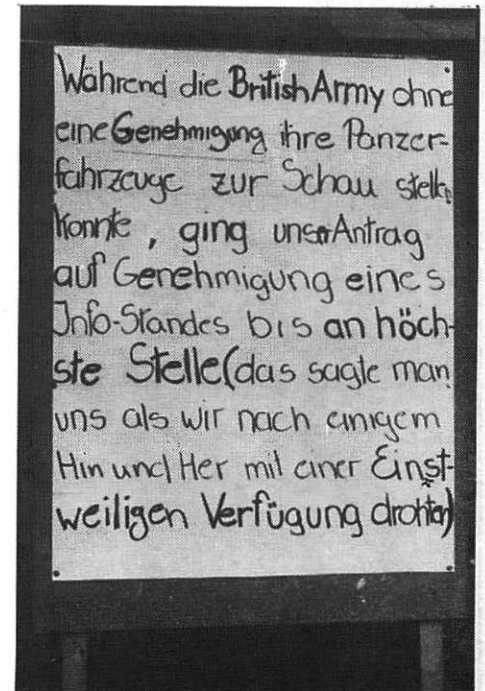 Während die British Army ohne
eine Genehmigung ihre Panzer-
fahrzeuge zur Schau stellen
konnte, ging unser Antrag
auf Genehmigung eines
Info-Standes bis an höch-
ste Stelle (das sagte man
uns als wir nach einigem
Hin und Her mit einer Einst-
weiligen Verfügung drohten)